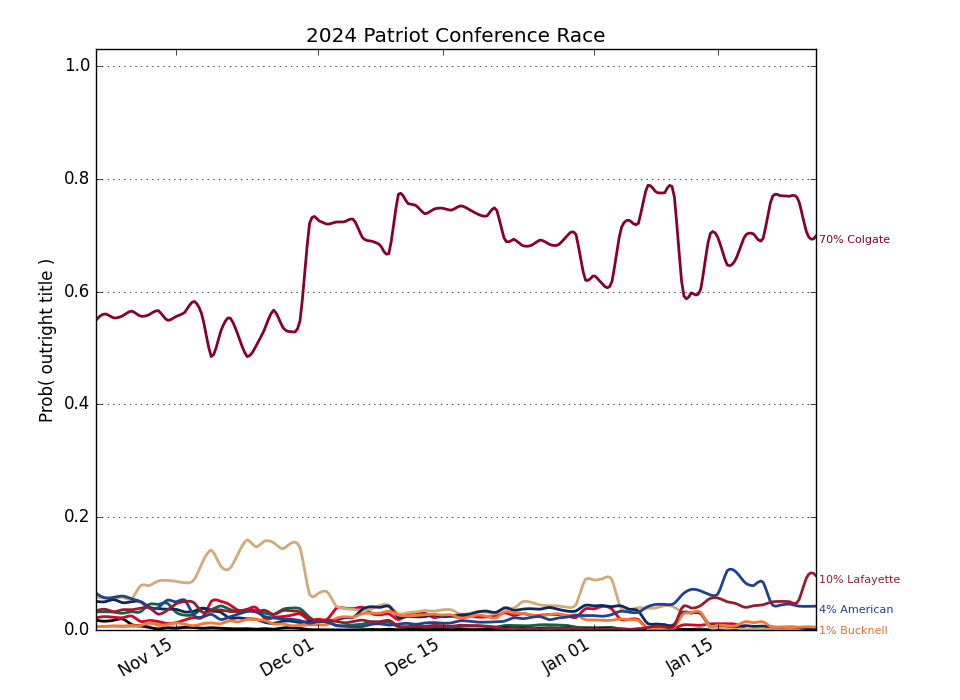 2024 Patriot Conference Race
Prob( outright title )
1.0
0.8
0.6
0.4
0.2
0.0
Nov 15
Dec 01
Dec 15
Jan 01
Jan 15
70% Colgate
10% Lafayette
4% American
1% Bucknell